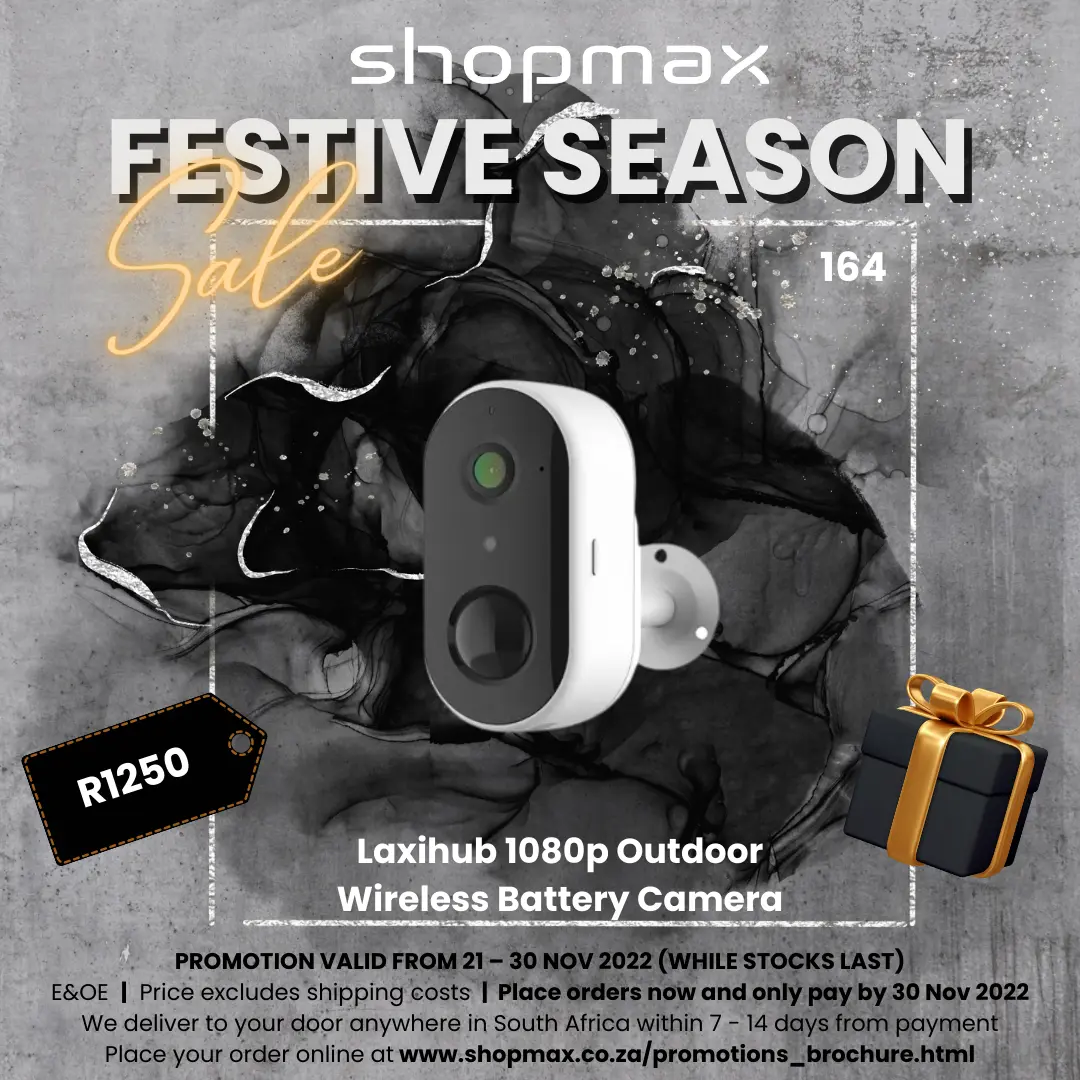 shopmax
FESTIVE SEASON
Sale
164
R1250
Laxihub 1080p Outdoor
Wireless Battery Camera
PROMOTION VALID FROM 21 – 30 NOV 2022 (WHILE STOCKS LAST)
E&OE | Price excludes shipping costs | Place orders now and only pay by 30 Nov 2022
We deliver to your door anywhere in South Africa within 7 - 14 days from payment
Place your order online at www.shopmax.co.za/promotions_brochure.html